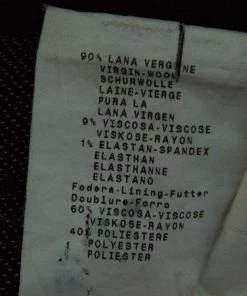 90% LANA VERGINE
VIRGIN-WOOL
SCHURWOLLE
LAINE-VIERGE
PURA LA
LANA VIRGEN
9% VISCOSA-VISCOSE
VISKOSE-RAYON
1% ELASTAN-SPANDEX
ELASTHAN
ELASTHANNE
ELASTANO
Fodera-Lining-Futter
Doublure-Forro
60% VISCOSA-VISCOSE
VISKOSE-RAYON
40% POLIESTERE
POLYESTER
POLIESTER